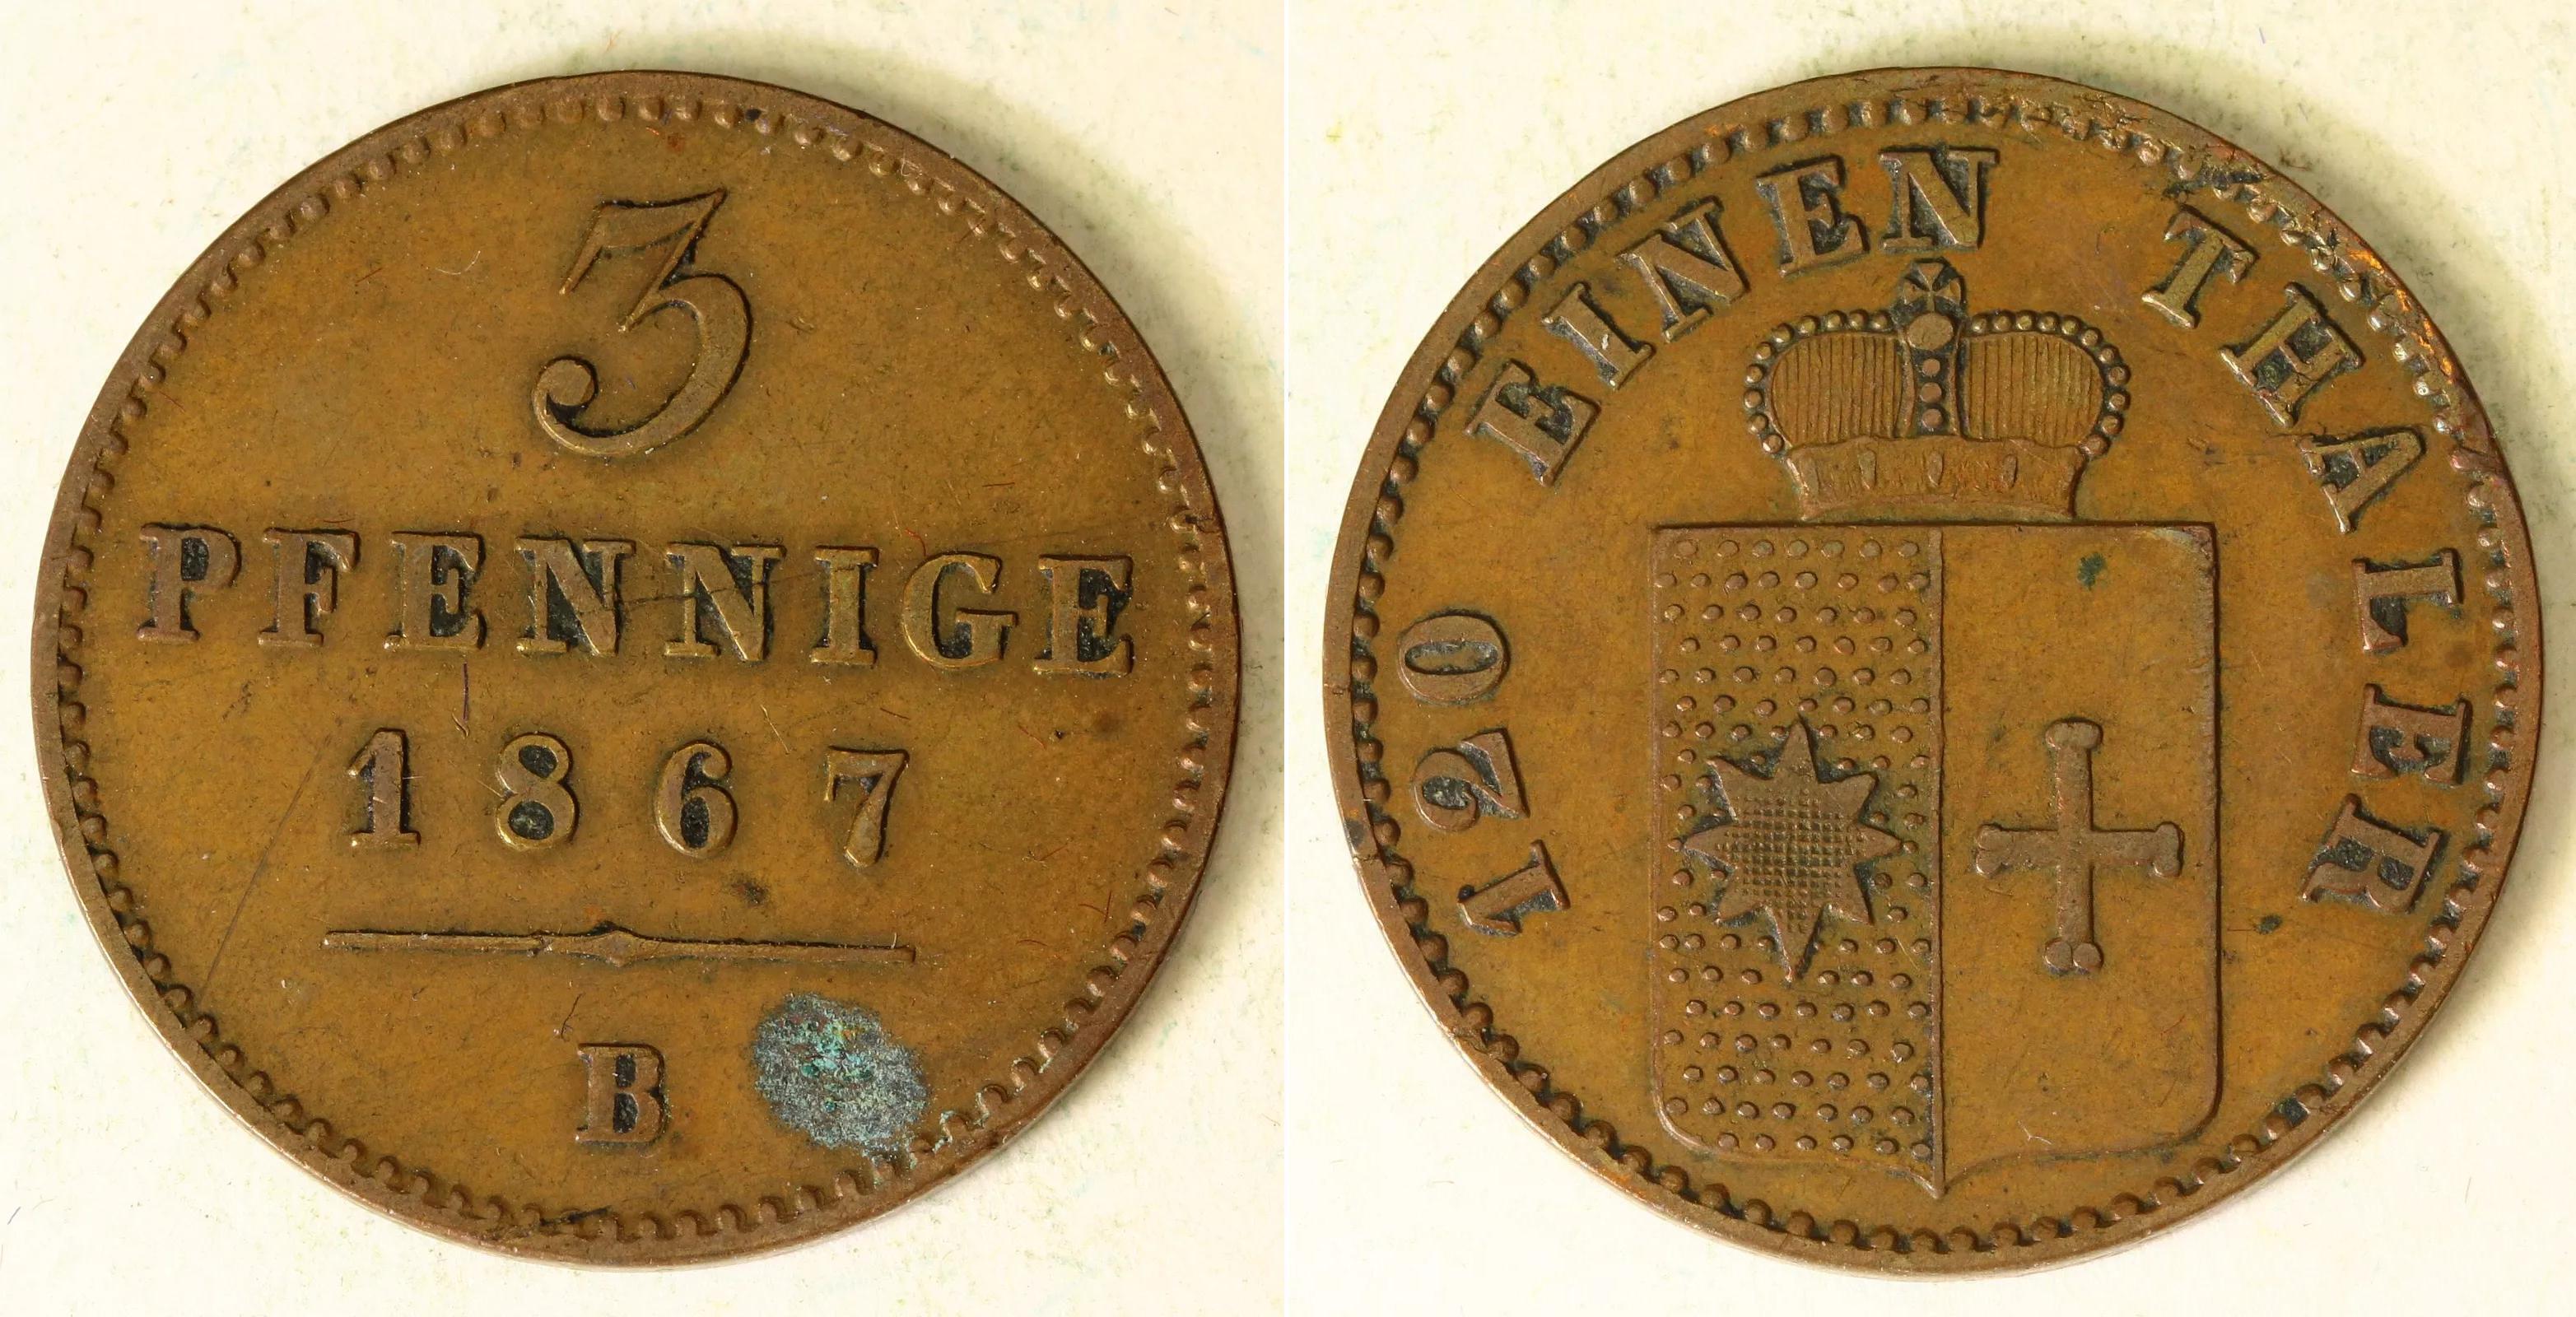 3
PFENNIGE
1867
B
120 EINEN THALER